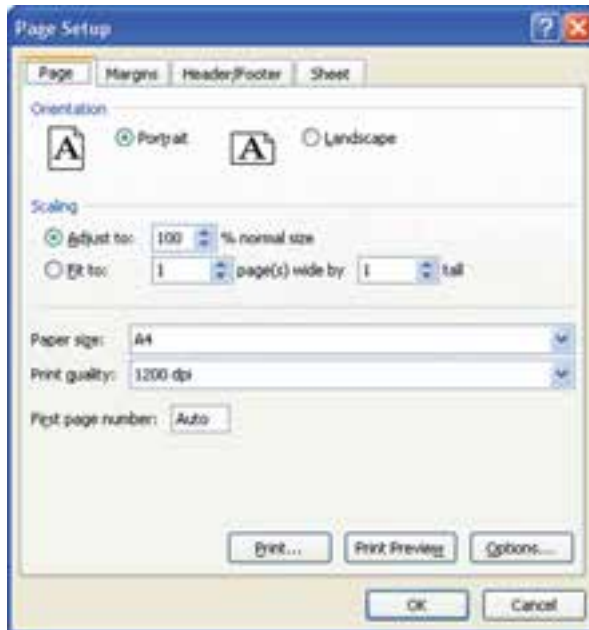 Page Setup
Page Margins Header/Footer Sheet
Orientation
A Portrait A Landscape
Scaling
Adjust to: 100 % normal size
Fit to: 1 page(s) wide by 1 tall
Paper size: A4
Print quality: 1200 dpi
First page number: Auto
Print... Print Preview Options...
OK Cancel